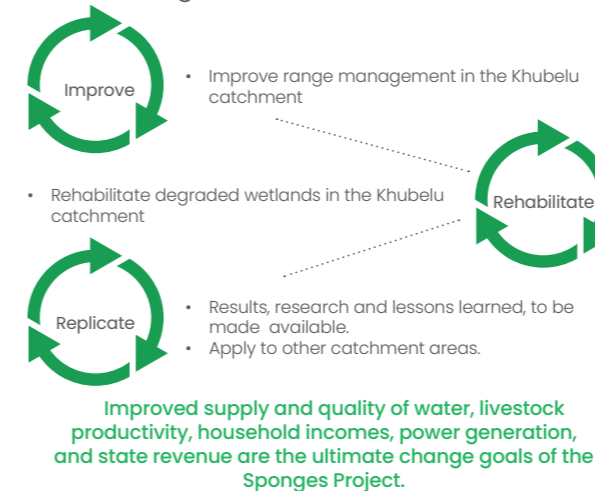 Improve
• Improve range management in the Khubelu
catchment
• Rehabilitate degraded wetlands in the Khubelu
catchment
Rehabilitate
Replicate
• Results, research and lessons learned, to be
made available.
• Apply to other catchment areas.
Improved supply and quality of water, livestock
productivity, household incomes, power generation,
and state revenue are the ultimate change goals of the
Sponges Project.